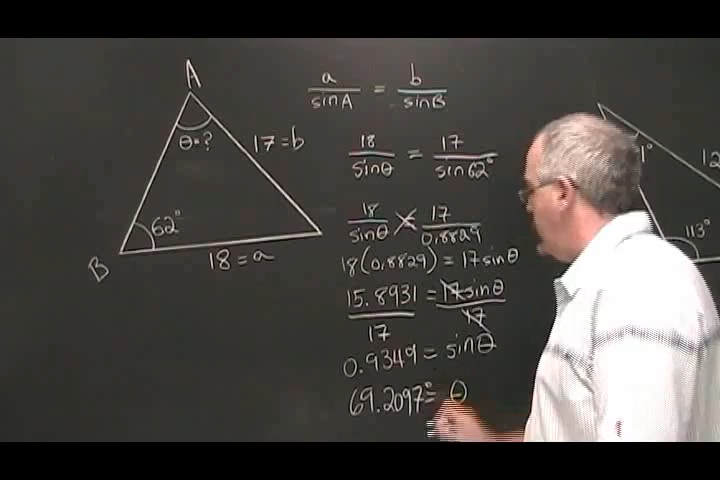 A
θ = ?
17 = b
62°
B
18 = a
a/sinA = b/sinB
18/sinθ = 17/sin62°
18/sinθ = 17/0.8829
18(0.8829) = 17sinθ
15.8931/17 = 17sinθ/17
0.9349 = sinθ
69.2097° = θ
1°
12
113°